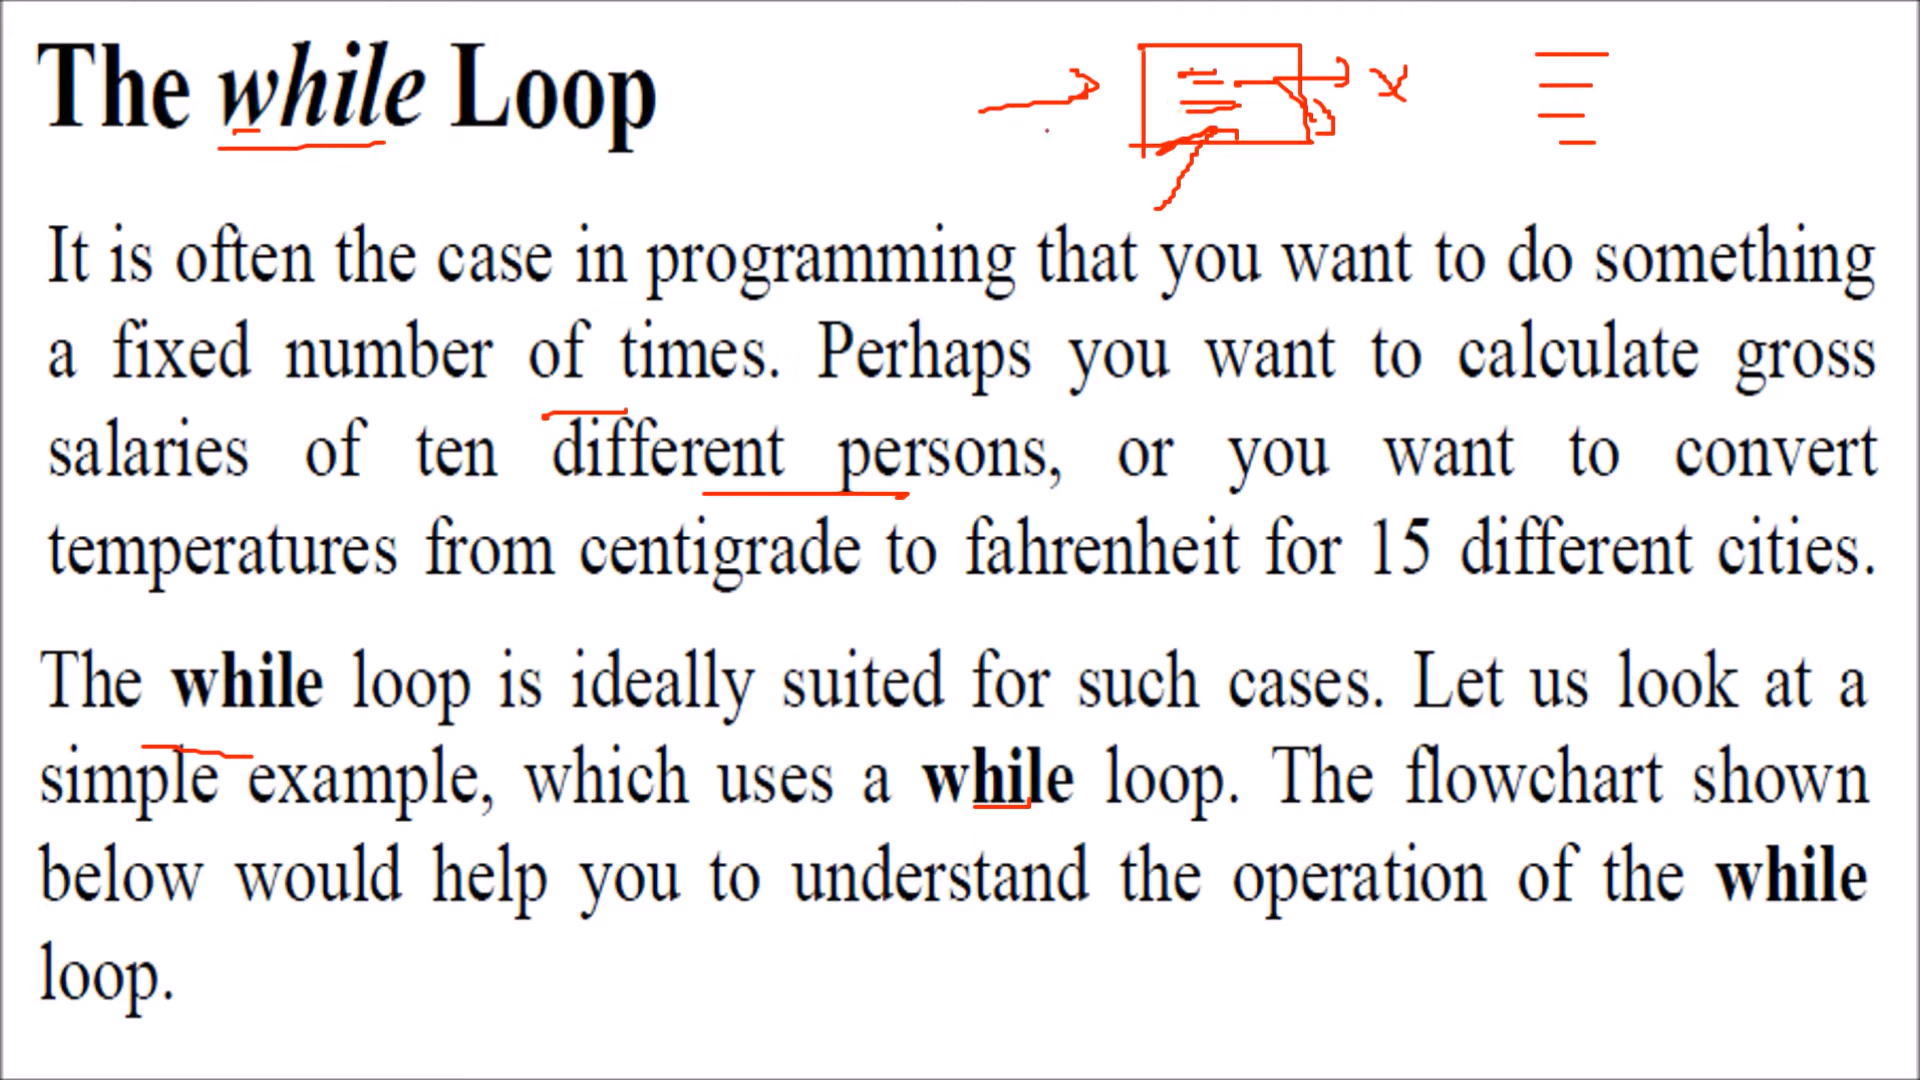 The while Loop
It is often the case in programming that you want to do something
a fixed number of times. Perhaps you want to calculate gross
salaries of ten different persons, or you want to convert
temperatures from centigrade to fahrenheit for 15 different cities.
The while loop is ideally suited for such cases. Let us look at a
simple example, which uses a while loop. The flowchart shown
below would help you to understand the operation of the while
loop.